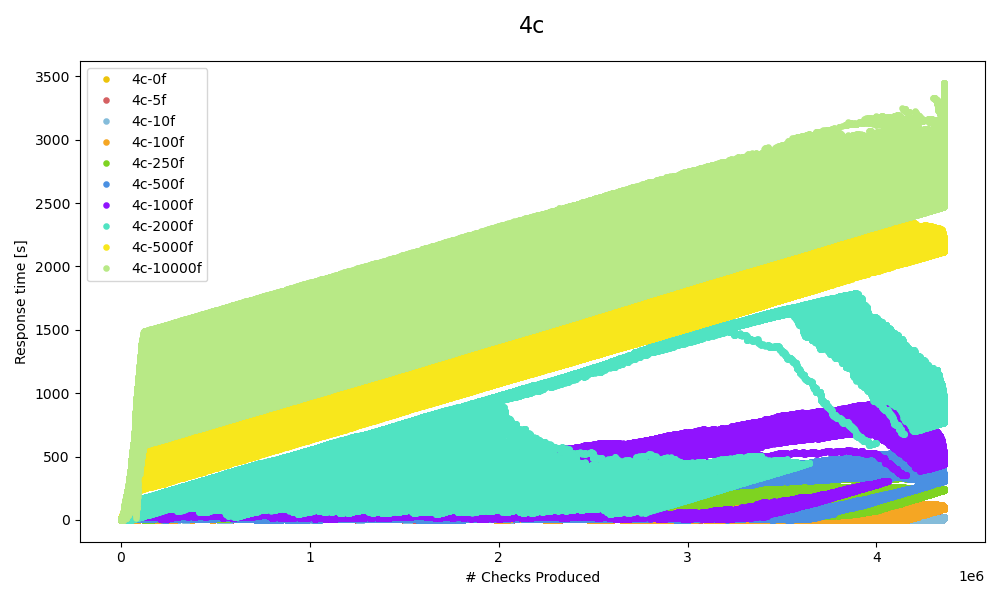 4c
3500
3000
2500
2000
1500
1000
500
0
Response time [s]
4c-0f
4c-5f
4c-10f
4c-100f
4c-250f
4c-500f
4c-1000f
4c-2000f
4c-5000f
4c-10000f
0 1 2 3 4
1e6
# Checks Produced